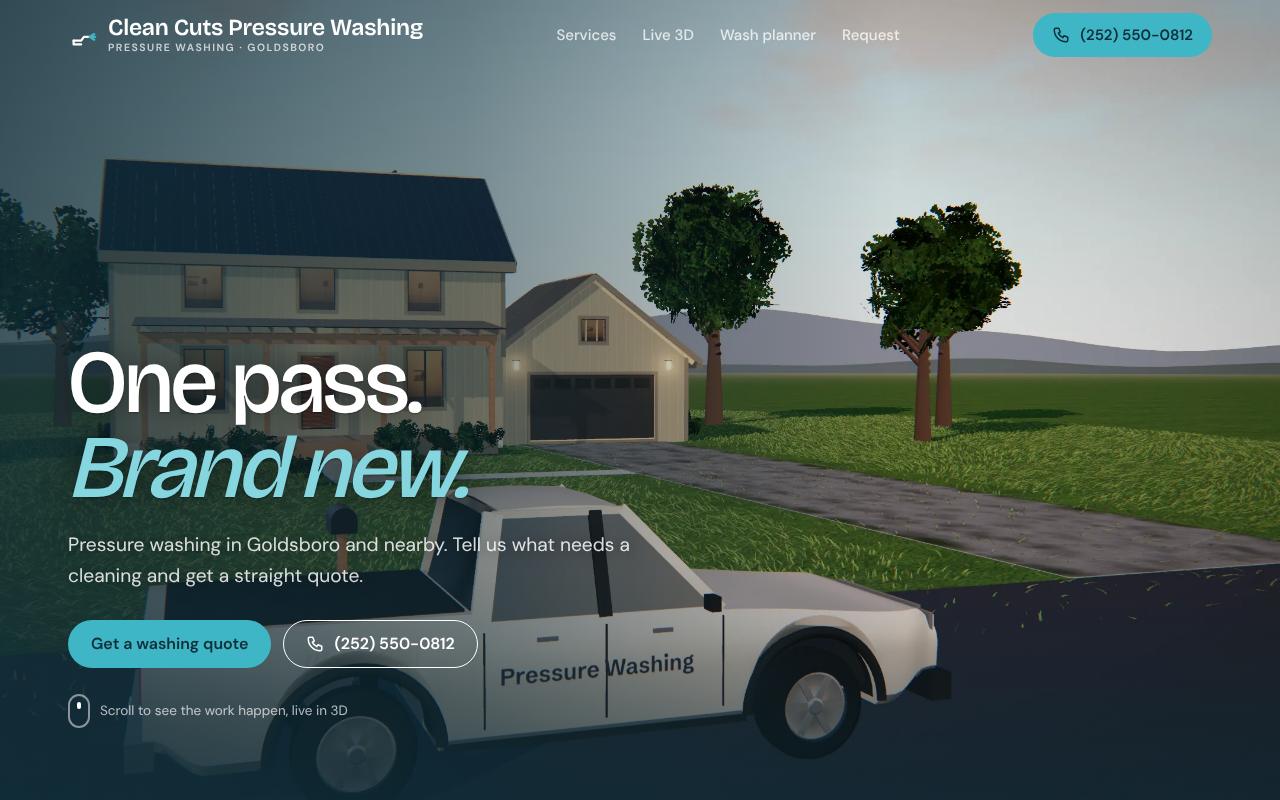 Clean Cuts Pressure Washing
PRESSURE WASHING · GOLDSBORO
Services
Live 3D
Wash planner
Request
(252) 550-0812
One pass.
Brand new.
Pressure washing in Goldsboro and nearby. Tell us what needs a
cleaning and get a straight quote.
Get a washing quote
(252) 550-0812
Pressure Washing
Scroll to see the work happen, live in 3D